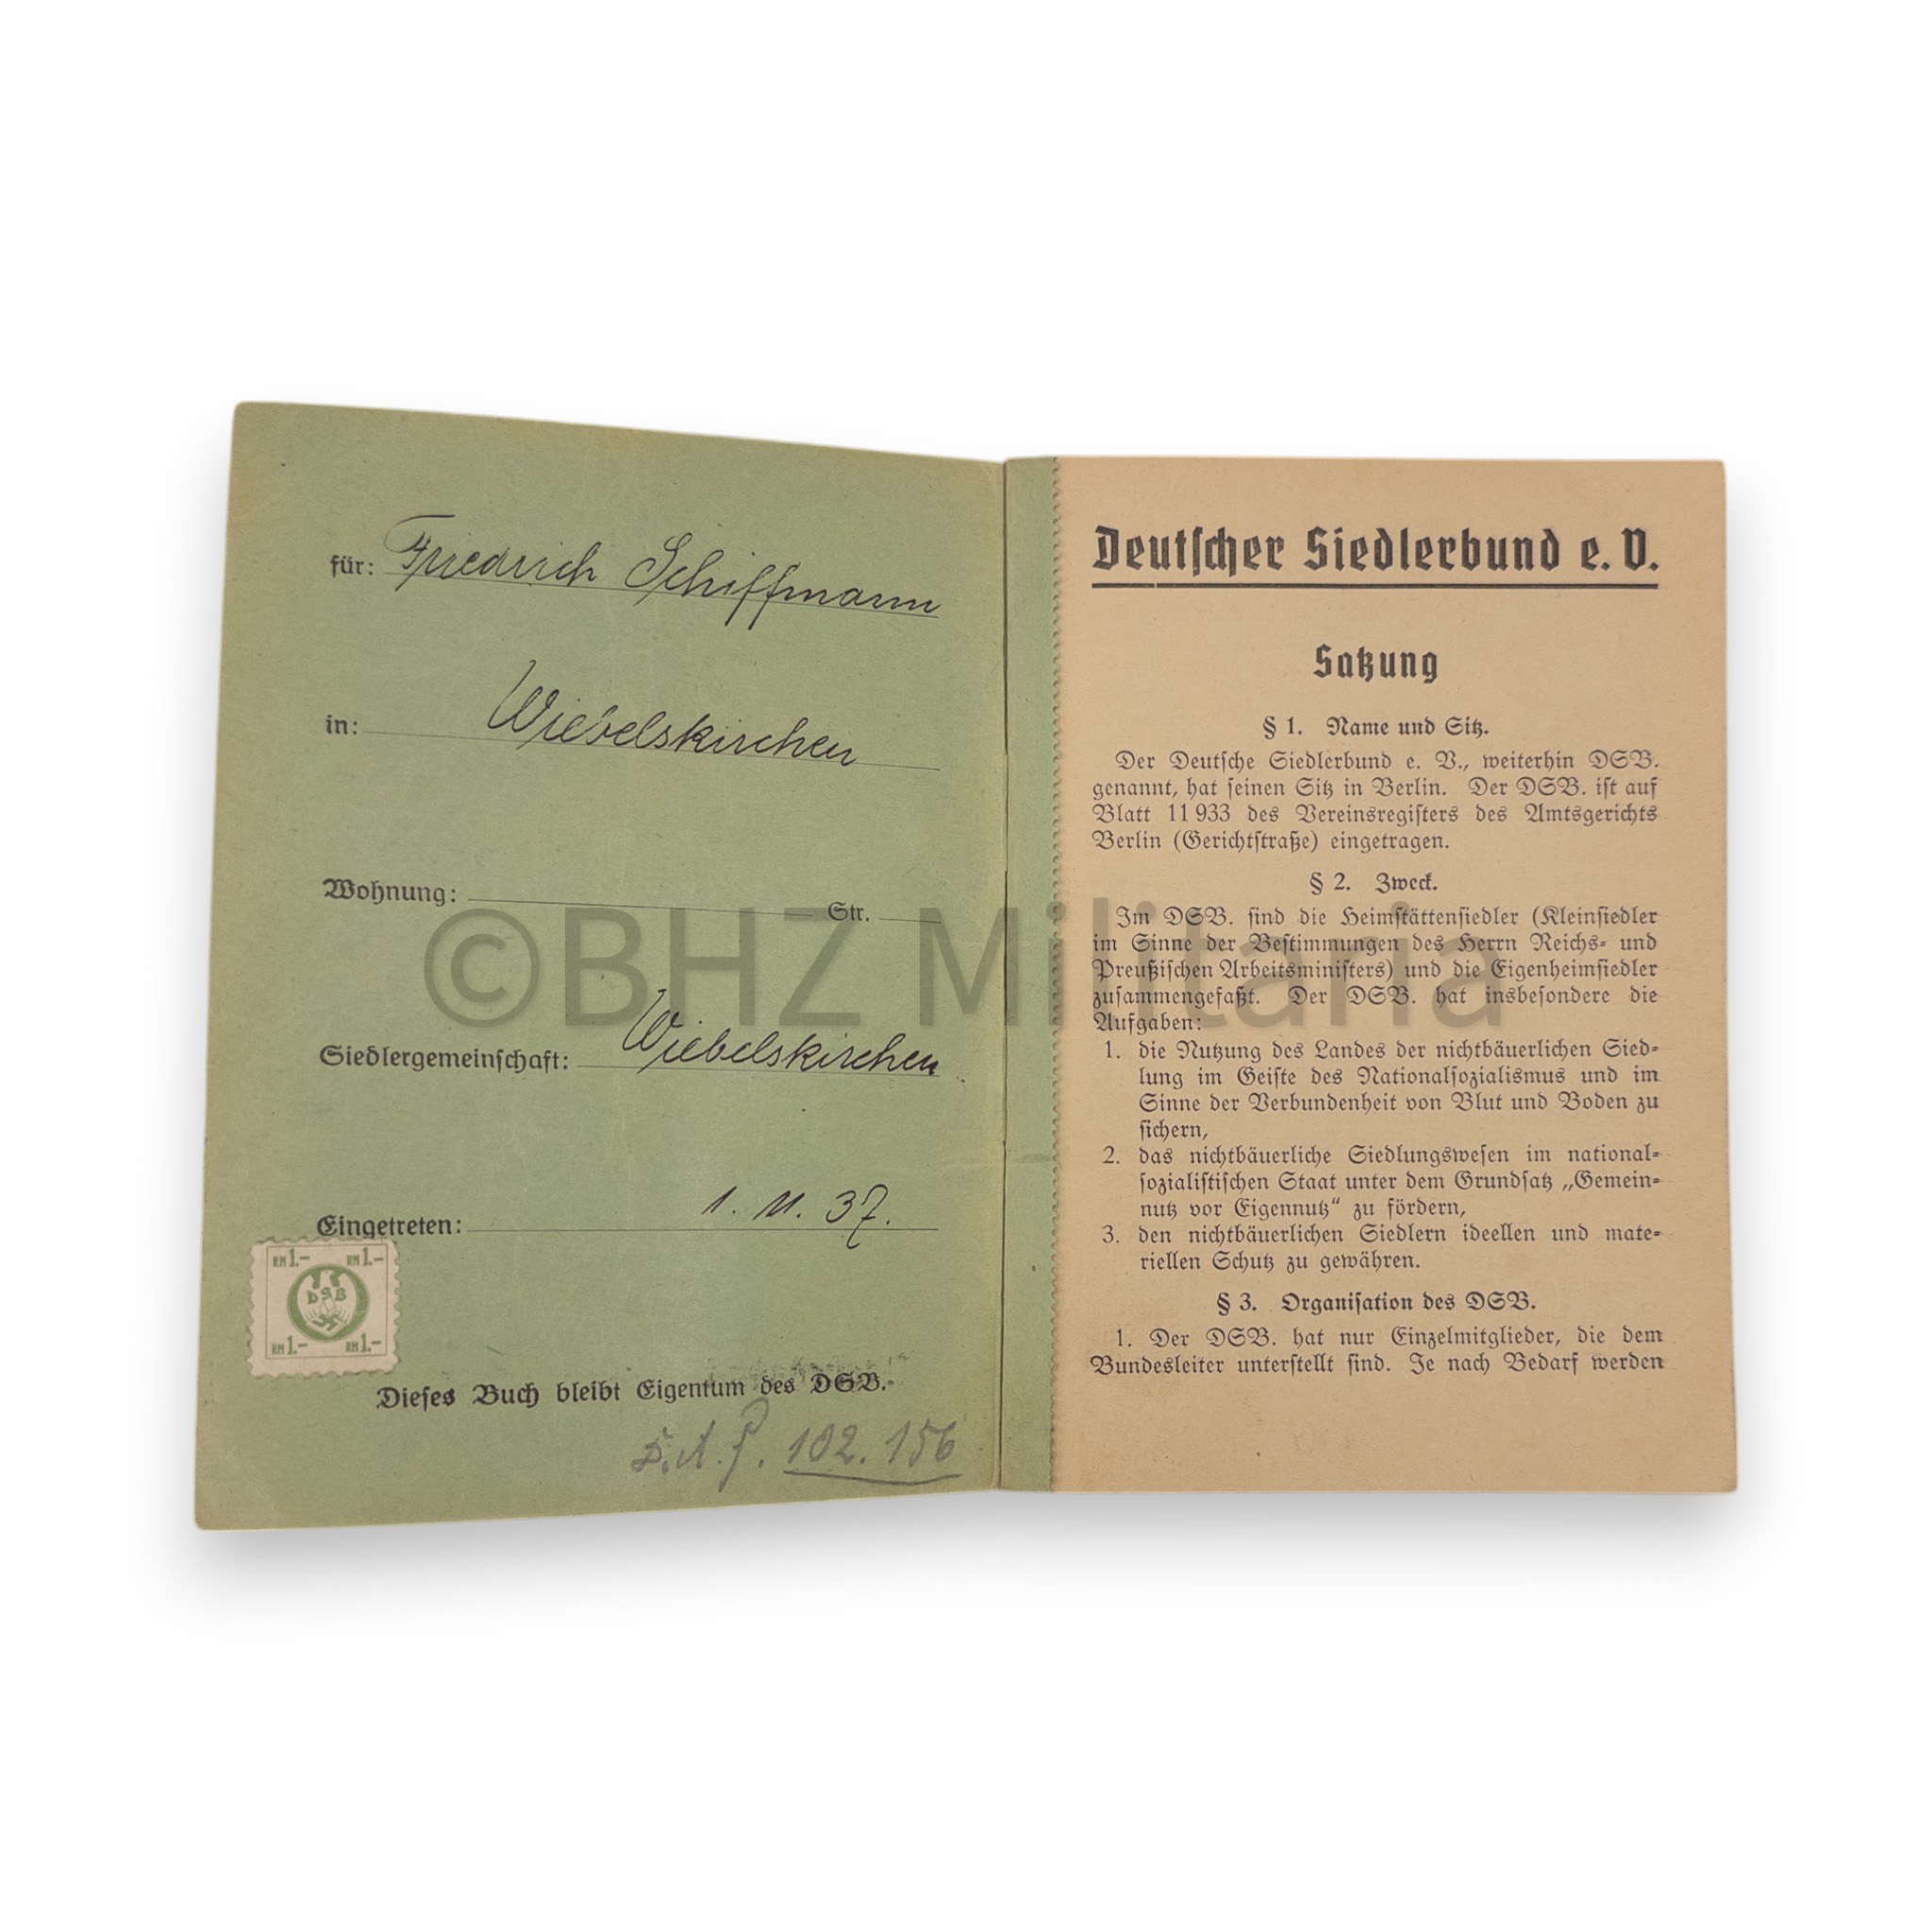 für: Friedrich Schiffmann
in: Wiebelskirchen
Wohnung: Str.
Siedlergemeinschaft: Wiebelskirchen
Eingetreten: 1. 11. 37.
RM 1.- RM 1.-
DSB
RM 1.- RM 1.-
Dieses Buch bleibt Eigentum des DSB.
102.156
Deutscher Siedlerbund e. V.
Satzung
§ 1. Name und Sitz.
Der Deutsche Siedlerbund e. V., weiterhin DSB.
genannt, hat seinen Sitz in Berlin. Der DSB. ist auf
Blatt 11 933 des Vereinsregisters des Amtsgerichts
Berlin (Gerichtstraße) eingetragen.
§ 2. Zweck.
Im DSB. sind die Heimstättensiedler (Kleinsiedler
im Sinne der Bestimmungen des Herrn Reichs- und
Preußischen Arbeitsministers) und die Eigenheimsiedler
zusammengefaßt. Der DSB. hat insbesondere die
Aufgaben:
1. die Nutzung des Landes der nichtbäuerlichen Sied-
lung im Geiste des Nationalsozialismus und im
Sinne der Verbundenheit von Blut und Boden zu
sichern,
2. das nichtbäuerliche Siedlungswesen im national-
sozialistischen Staat unter dem Grundsatz „Gemein-
nutz vor Eigennutz“ zu fördern,
3. den nichtbäuerlichen Siedlern ideellen und mate-
riellen Schutz zu gewähren.
§ 3. Organisation des DSB.
1. Der DSB. hat nur Einzelmitglieder, die dem
Bundesleiter unterstellt sind. Je nach Bedarf werden
©BHZ Militaria